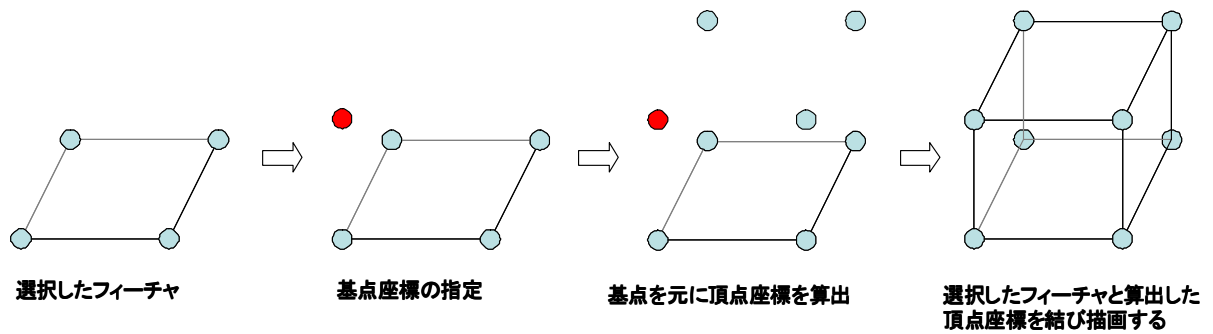 選択したフィーチャ
基点座標の指定
基点を元に頂点座標を算出
選択したフィーチャと算出した
頂点座標を結び描画する